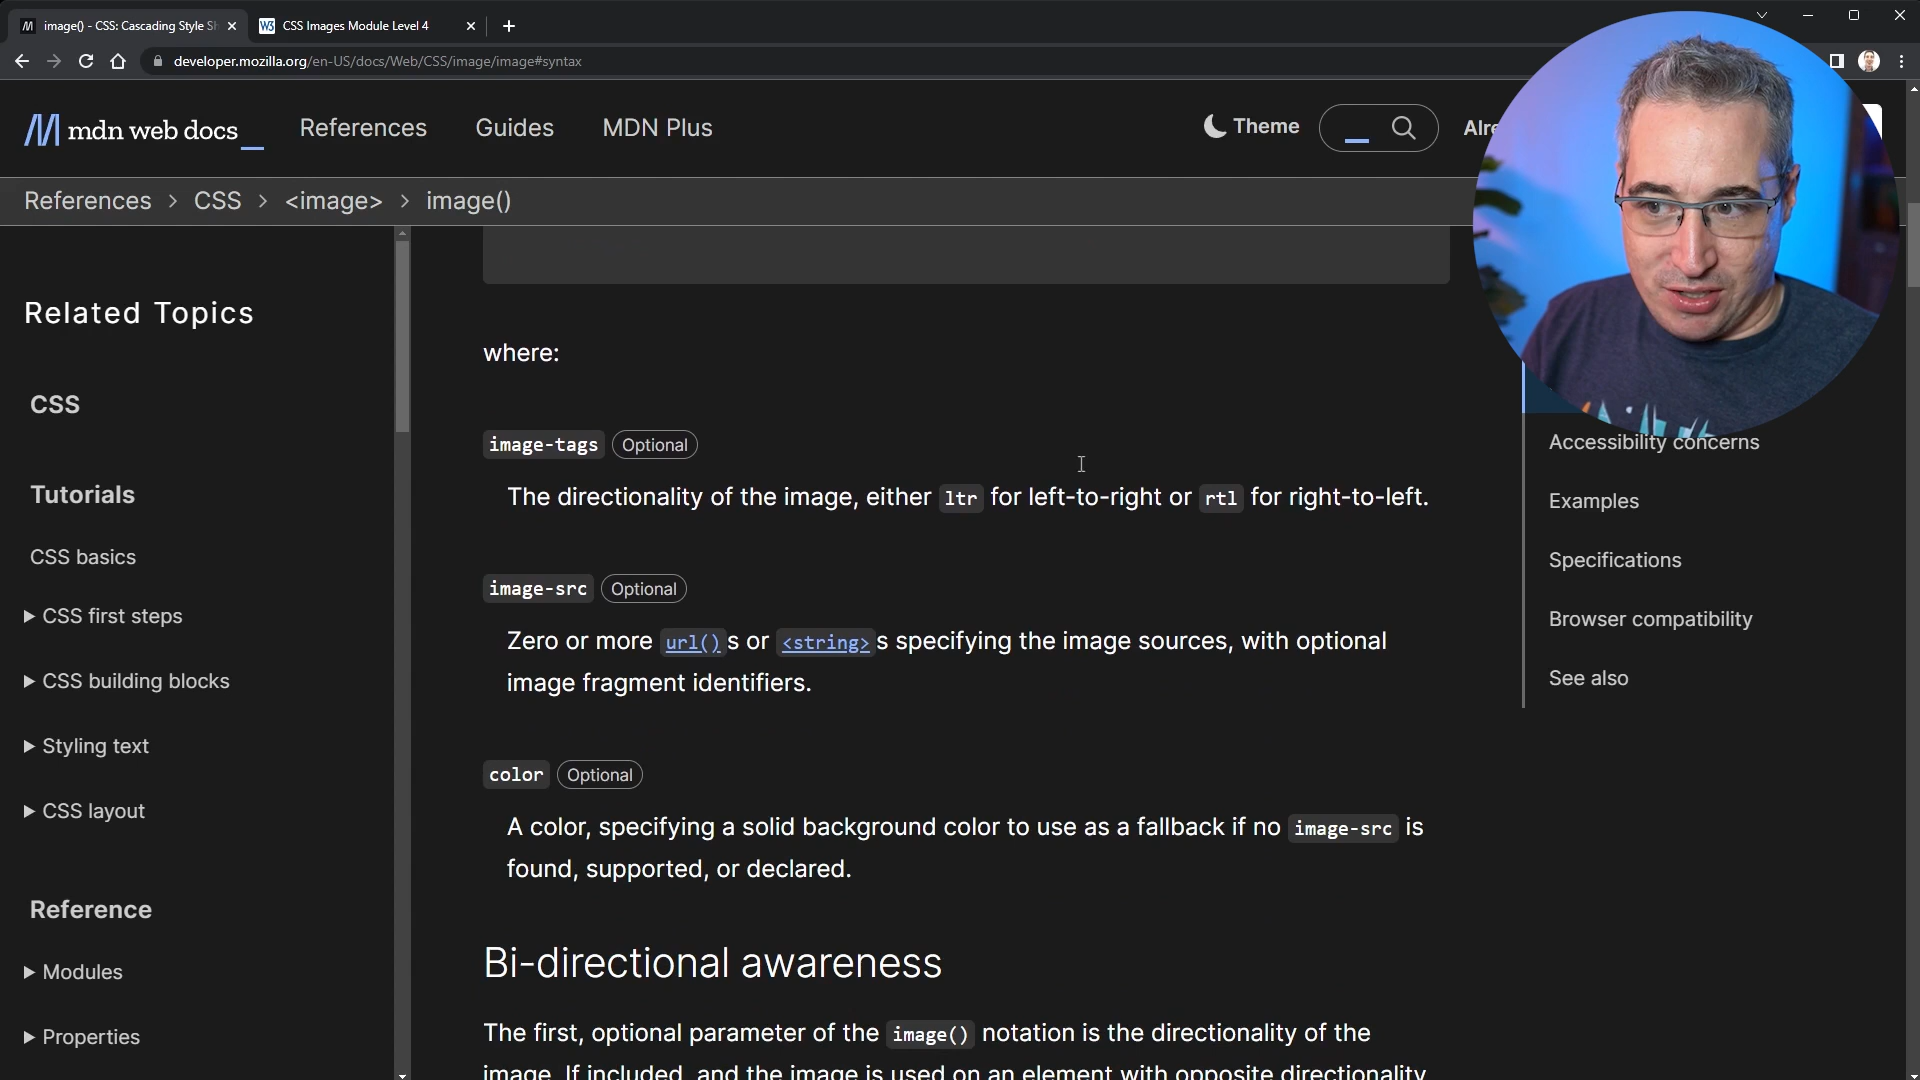 image() - CSS: Cascading Style Sh
CSS Images Module Level 4
developer.mozilla.org/en-US/docs/Web/CSS/image/image#syntax
mdn web docs
References
Guides
MDN Plus
Theme
Alre
References > CSS > <image> > image()
Related Topics
CSS
Tutorials
CSS basics
CSS first steps
CSS building blocks
Styling text
CSS layout
Reference
Modules
Properties
where:
image-tags Optional
The directionality of the image, either ltr for left-to-right or rtl for right-to-left.
image-src Optional
Zero or more url()s or <string>s specifying the image sources, with optional
image fragment identifiers.
color Optional
A color, specifying a solid background color to use as a fallback if no image-src is
found, supported, or declared.
Bi-directional awareness
The first, optional parameter of the image() notation is the directionality of the
image. If included, and the image is used on an element with opposite directionality,
Accessibility concerns
Examples
Specifications
Browser compatibility
See also